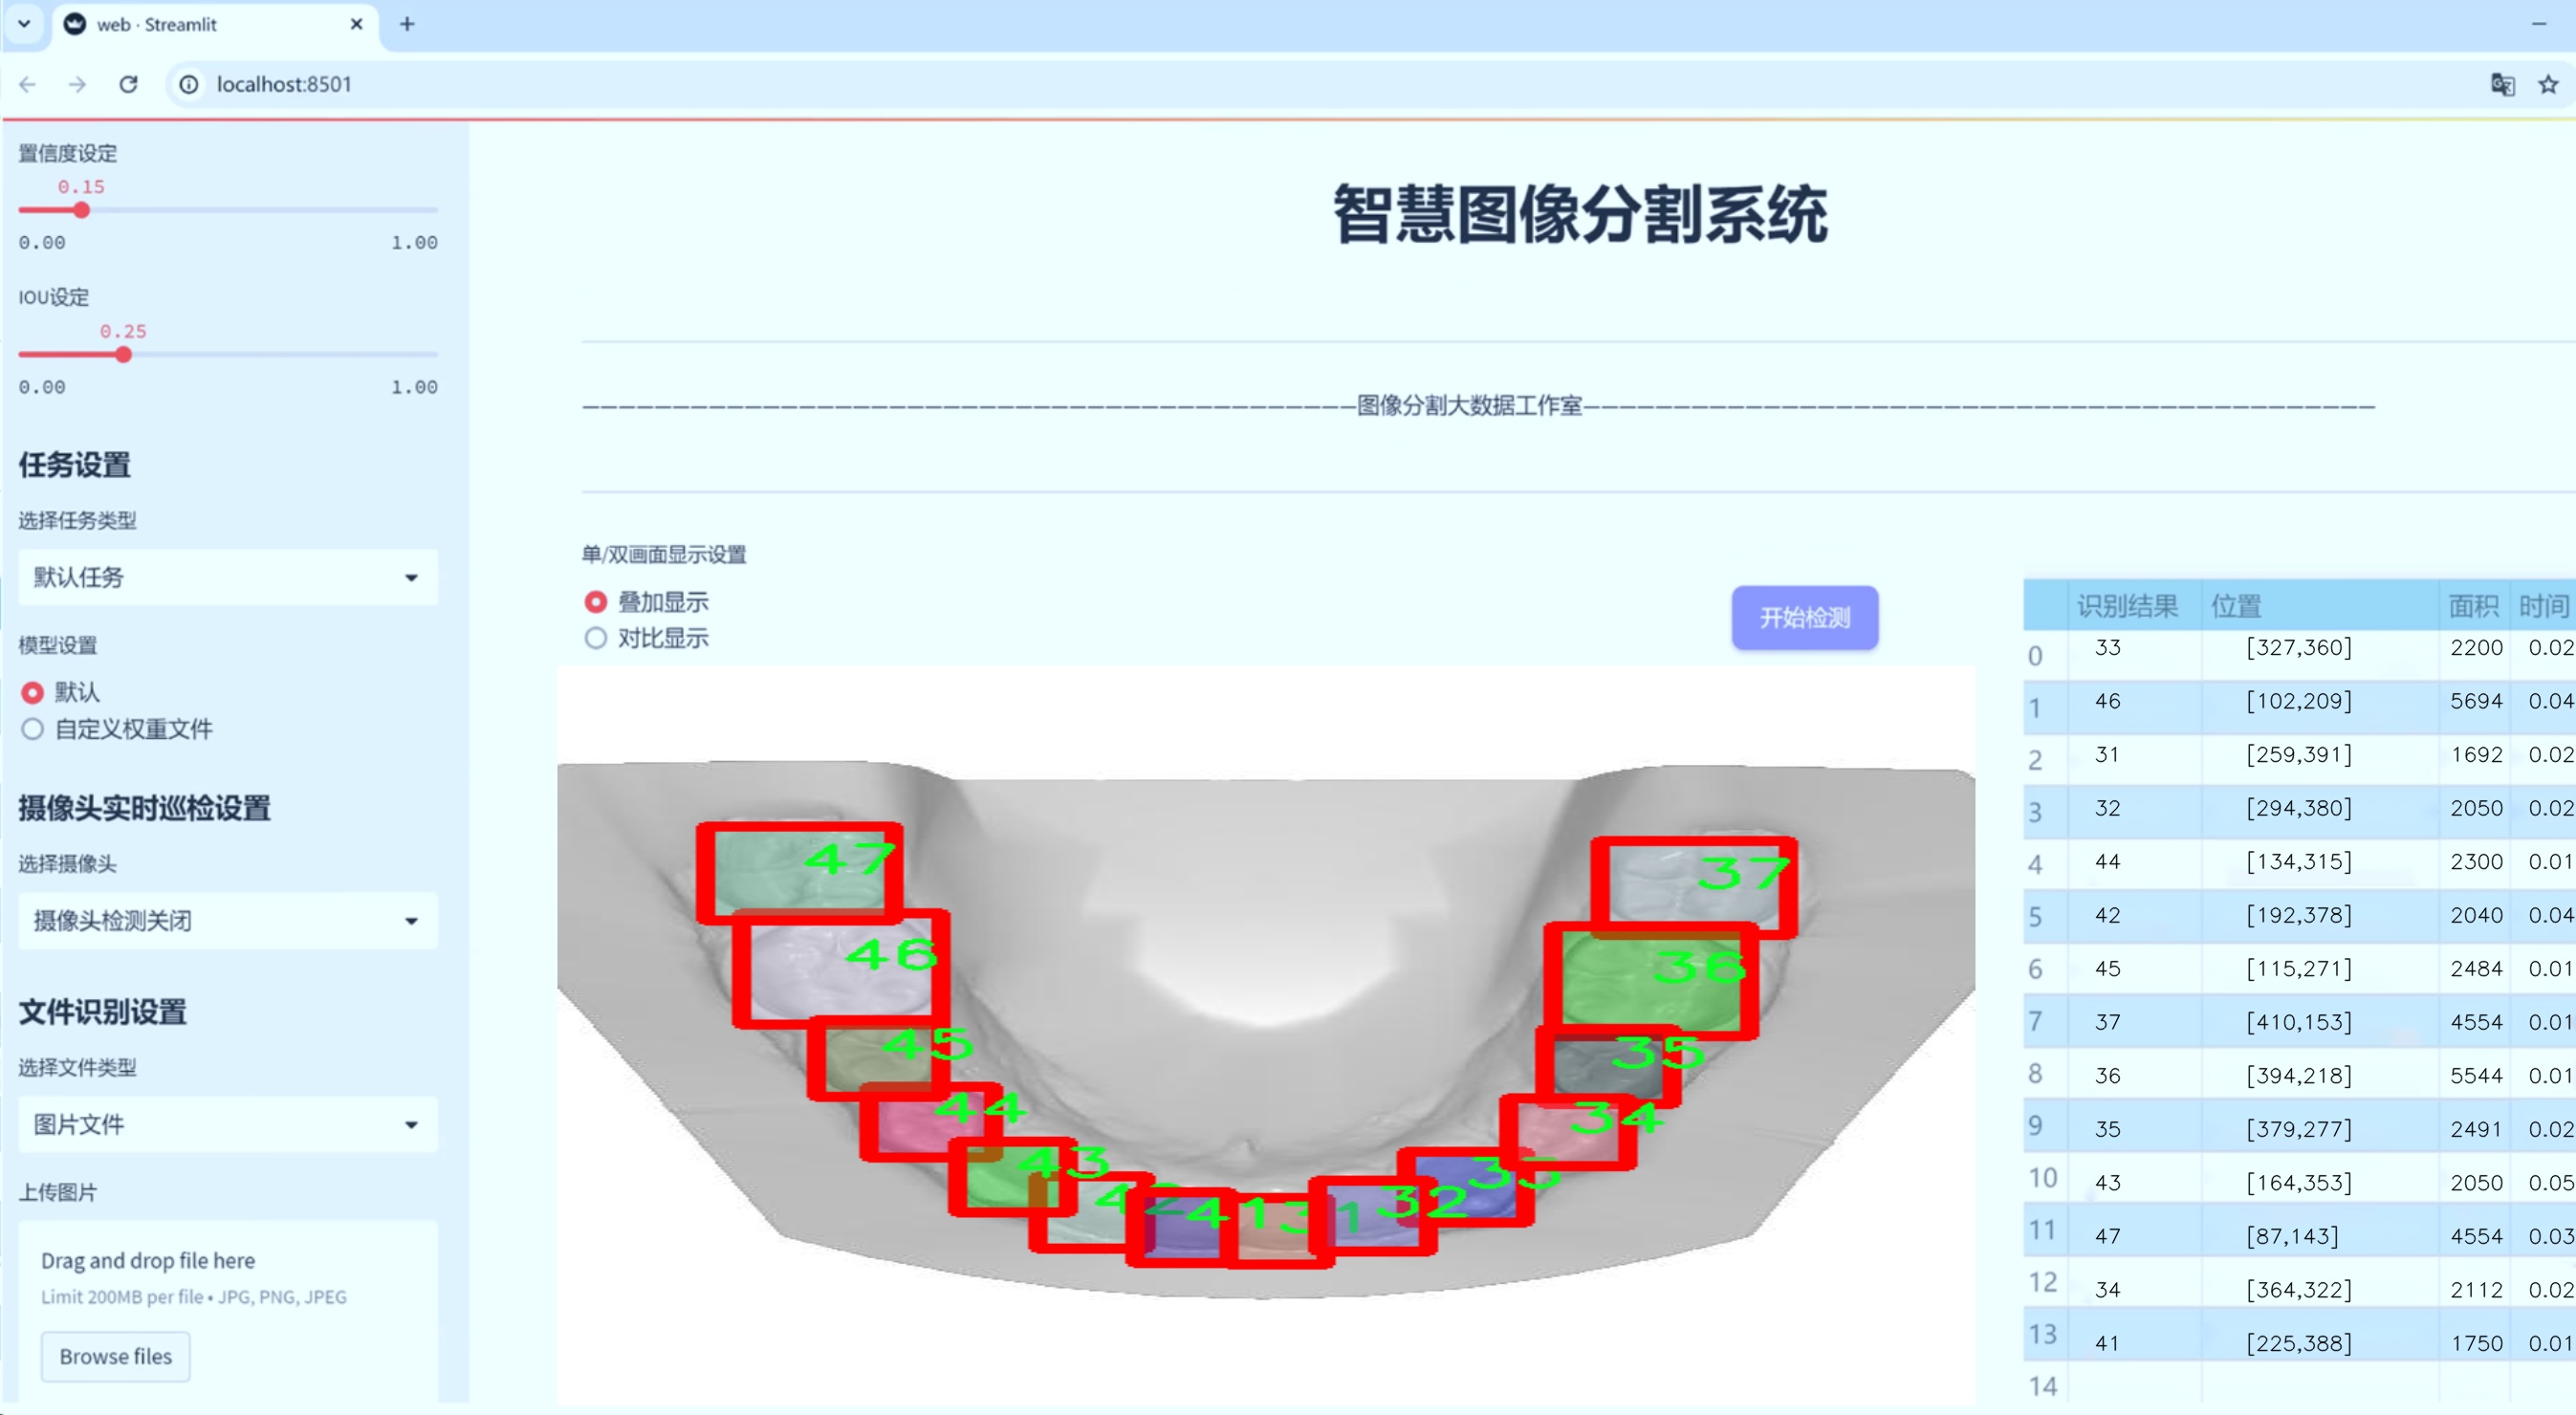 web · Streamlit
localhost:8501
置信度设定
0.15
0.00 1.00
IOU设定
0.25
0.00 1.00
任务设置
选择任务类型
默认任务
模型设置
默认
自定义权重文件
摄像头实时巡检设置
选择摄像头
摄像头检测关闭
文件识别设置
选择文件类型
图片文件
上传图片
Drag and drop file here
Limit 200MB per file • JPG, PNG, JPEG
Browse files
智慧图像分割系统
图像分割大数据工作室
单/双画面显示设置
叠加显示
对比显示
开始检测
47
37
46
36
45
35
44
34
43
33
42
41
31
32
识别结果 位置 面积 时间
0 33 [327,360] 2200 0.02
1 46 [102,209] 5694 0.04
2 31 [259,391] 1692 0.02
3 32 [294,380] 2050 0.02
4 44 [134,315] 2300 0.01
5 42 [192,378] 2040 0.04
6 45 [115,271] 2484 0.01
7 37 [410,153] 4554 0.01
8 36 [394,218] 5544 0.01
9 35 [379,277] 2491 0.02
10 43 [164,353] 2050 0.05
11 47 [87,143] 4554 0.03
12 34 [364,322] 2112 0.02
13 41 [225,388] 1750 0.01
14